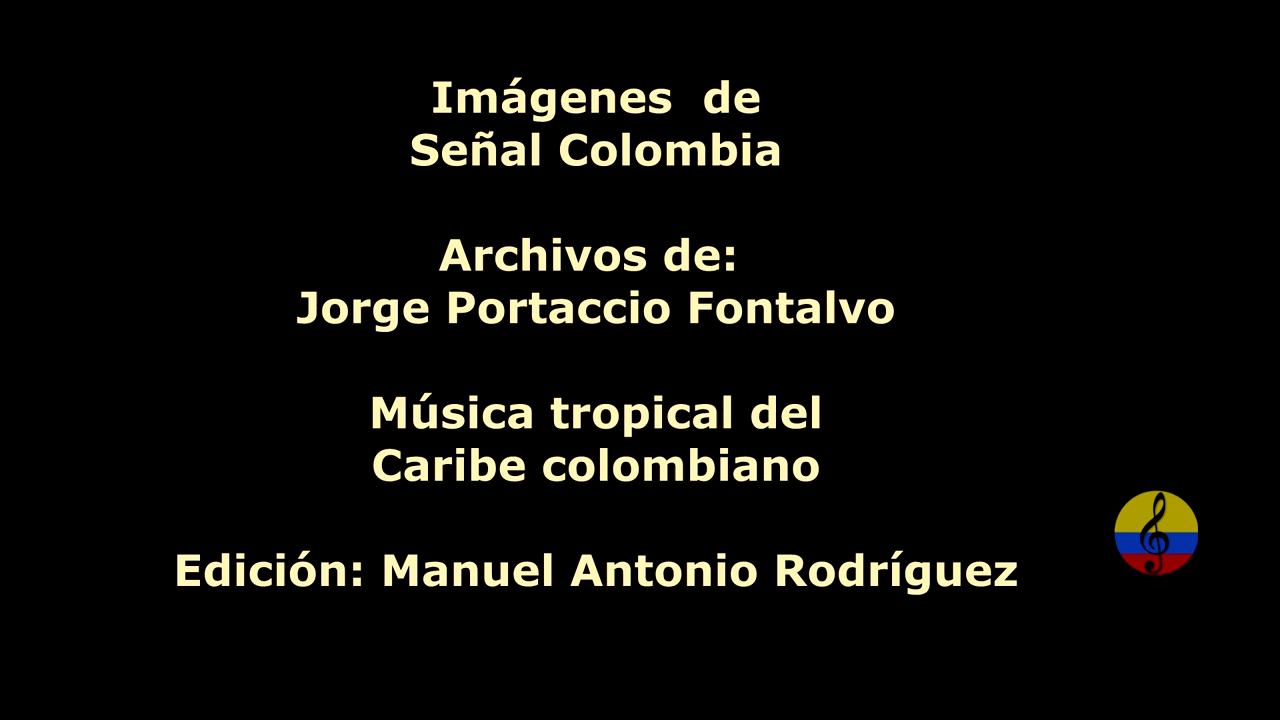 Imágenes de
Señal Colombia
Archivos de:
Jorge Portaccio Fontalvo
Música tropical del
Caribe colombiano
Edición: Manuel Antonio Rodríguez